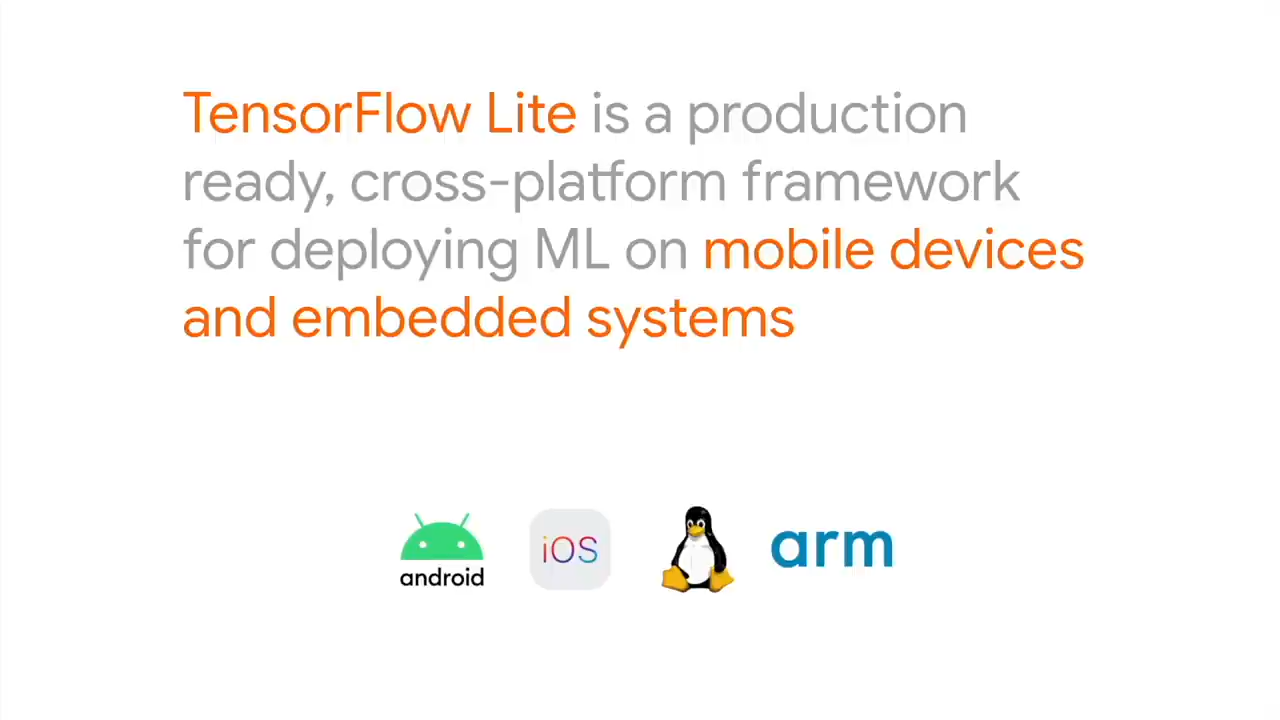 TensorFlow Lite is a production
ready, cross-platform framework
for deploying ML on mobile devices
and embedded systems
android
iOS
arm